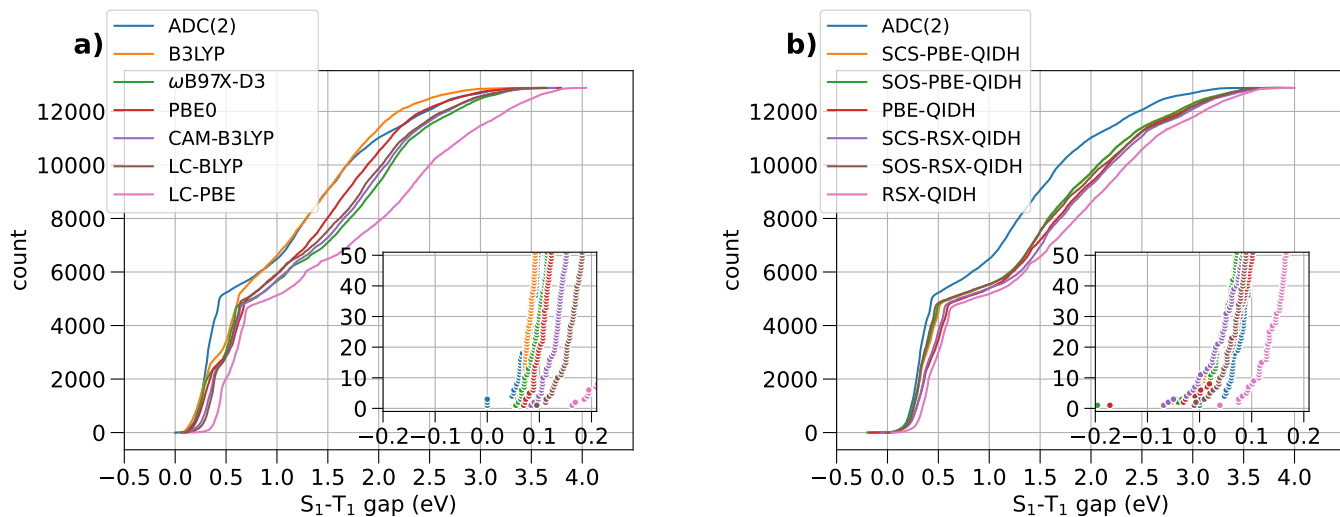 a)
ADC(2)
B3LYP
ωB97X-D3
PBE0
CAM-B3LYP
LC-BLYP
LC-PBE
count
12000
10000
8000
6000
4000
2000
0
−0.5 0.0 0.5 1.0 1.5 2.0 2.5 3.0 3.5 4.0
S₁-T₁ gap (eV)
50
40
30
20
10
0
−0.2 −0.1 0.0 0.1 0.2
b)
ADC(2)
SCS-PBE-QIDH
SOS-PBE-QIDH
PBE-QIDH
SCS-RSX-QIDH
SOS-RSX-QIDH
RSX-QIDH
count
12000
10000
8000
6000
4000
2000
0
−0.5 0.0 0.5 1.0 1.5 2.0 2.5 3.0 3.5 4.0
S₁-T₁ gap (eV)
50
40
30
20
10
0
−0.2 −0.1 0.0 0.1 0.2